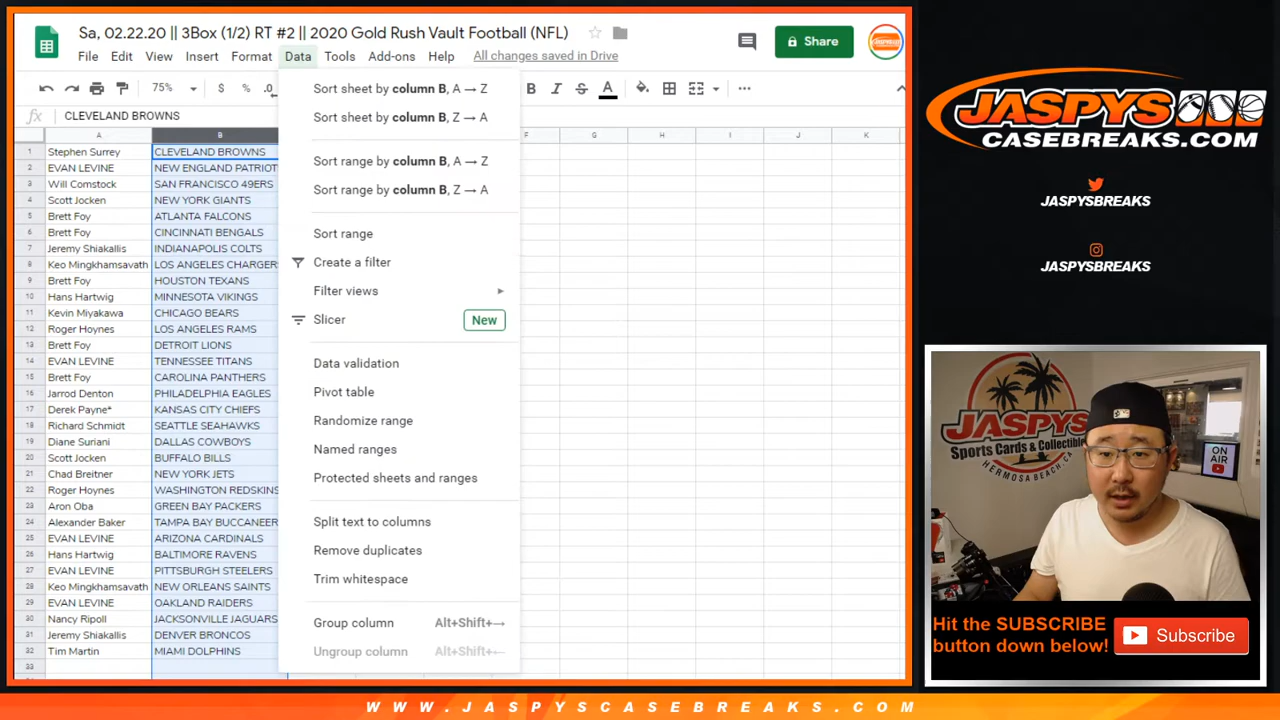 Sa, 02.22.20 || 3Box (1/2) RT #2 || 2020 Gold Rush Vault Football (NFL)
File Edit View Insert Format Data Tools Add-ons Help All changes saved in Drive
Share
75% $ % .0 B I S A
fx CLEVELAND BROWNS
A B F G H I J K
1 Stephen Surrey CLEVELAND BROWNS
2 EVAN LEVINE NEW ENGLAND PATRIOT
3 Will Comstock SAN FRANCISCO 49ERS
4 Scott Jocken NEW YORK GIANTS
5 Brett Foy ATLANTA FALCONS
6 Brett Foy CINCINNATI BENGALS
7 Jeremy Shiakallis INDIANAPOLIS COLTS
8 Keo Mingkhamsavath LOS ANGELES CHARGER
9 Brett Foy HOUSTON TEXANS
10 Hans Hartwig MINNESOTA VIKINGS
11 Kevin Miyakawa CHICAGO BEARS
12 Roger Hoynes LOS ANGELES RAMS
13 Brett Foy DETROIT LIONS
14 EVAN LEVINE TENNESSEE TITANS
15 Brett Foy CAROLINA PANTHERS
16 Jarrod Denton PHILADELPHIA EAGLES
17 Derek Payne* KANSAS CITY CHIEFS
18 Richard Schmidt SEATTLE SEAHAWKS
19 Diane Suriani DALLAS COWBOYS
20 Scott Jocken BUFFALO BILLS
21 Chad Breitner NEW YORK JETS
22 Roger Hoynes WASHINGTON REDSKINS
23 Aron Oba GREEN BAY PACKERS
24 Alexander Baker TAMPA BAY BUCCANEER
25 EVAN LEVINE ARIZONA CARDINALS
26 Hans Hartwig BALTIMORE RAVENS
27 EVAN LEVINE PITTSBURGH STEELERS
28 Keo Mingkhamsavath NEW ORLEANS SAINTS
29 EVAN LEVINE OAKLAND RAIDERS
30 Nancy Ripoll JACKSONVILLE JAGUARS
31 Jeremy Shiakallis DENVER BRONCOS
32 Tim Martin MIAMI DOLPHINS
33
Sort sheet by column B, A → Z
Sort sheet by column B, Z → A
Sort range by column B, A → Z
Sort range by column B, Z → A
Sort range
Create a filter
Filter views
Slicer New
Data validation
Pivot table
Randomize range
Named ranges
Protected sheets and ranges
Split text to columns
Remove duplicates
Trim whitespace
Group column Alt+Shift+→
Ungroup column Alt+Shift+←
JASPYS
CASEBREAKS.COM
JASPYSBREAKS
JASPYSBREAKS
JASPYS
Sports Cards & Collectible
HERMOSA BEACH, CA
ON
AIR
Hit the SUBSCRIBE
button down below!
Subscribe
WWW.JASPYSCASEBREAKS.COM